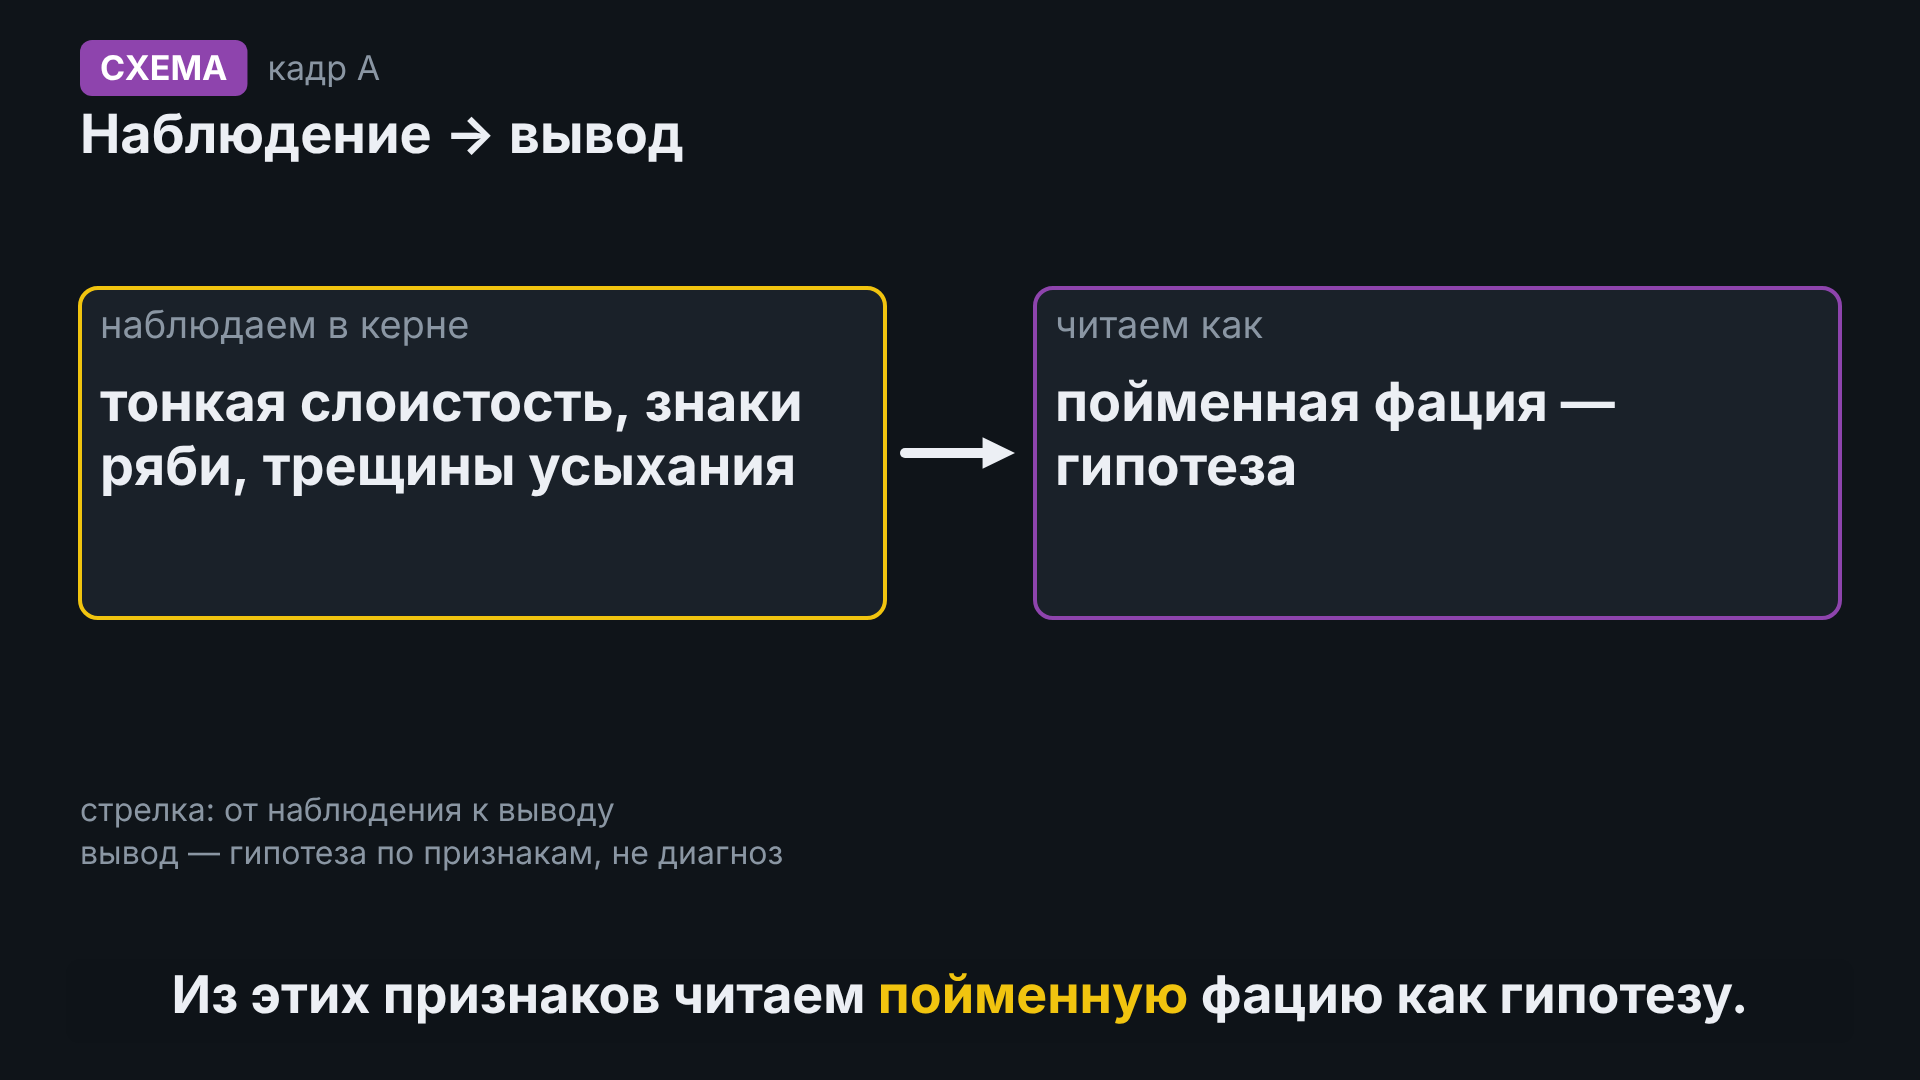 СХЕМА кадр А
Наблюдение → вывод
наблюдаем в керне
тонкая слоистость, знаки
ряби, трещины усыхания
читаем как
пойменная фация —
гипотеза
стрелка: от наблюдения к выводу
вывод — гипотеза по признакам, не диагноз
Из этих признаков читаем пойменную фацию как гипотезу.